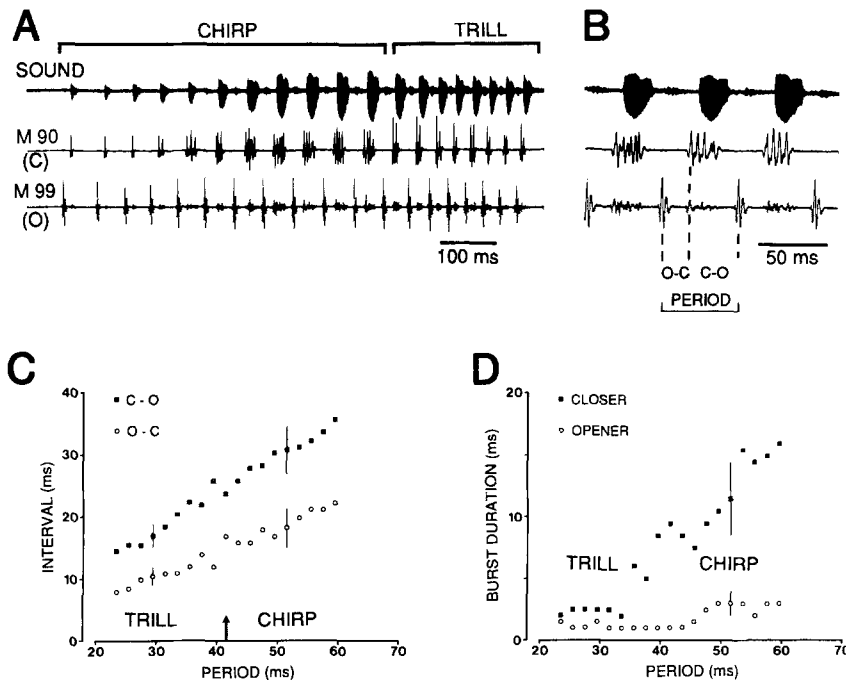 A
CHIRP
TRILL
SOUND
M 90
(C)
M 99
(O)
100 ms
B
O-C C-O
PERIOD
50 ms
C
40
30
20
10
0
INTERVAL (ms)
C - O
O - C
TRILL
CHIRP
20 30 40 50 60 70
PERIOD (ms)
D
20
10
0
BURST DURATION (ms)
CLOSER
OPENER
TRILL
CHIRP
20 30 40 50 60 70
PERIOD (ms)